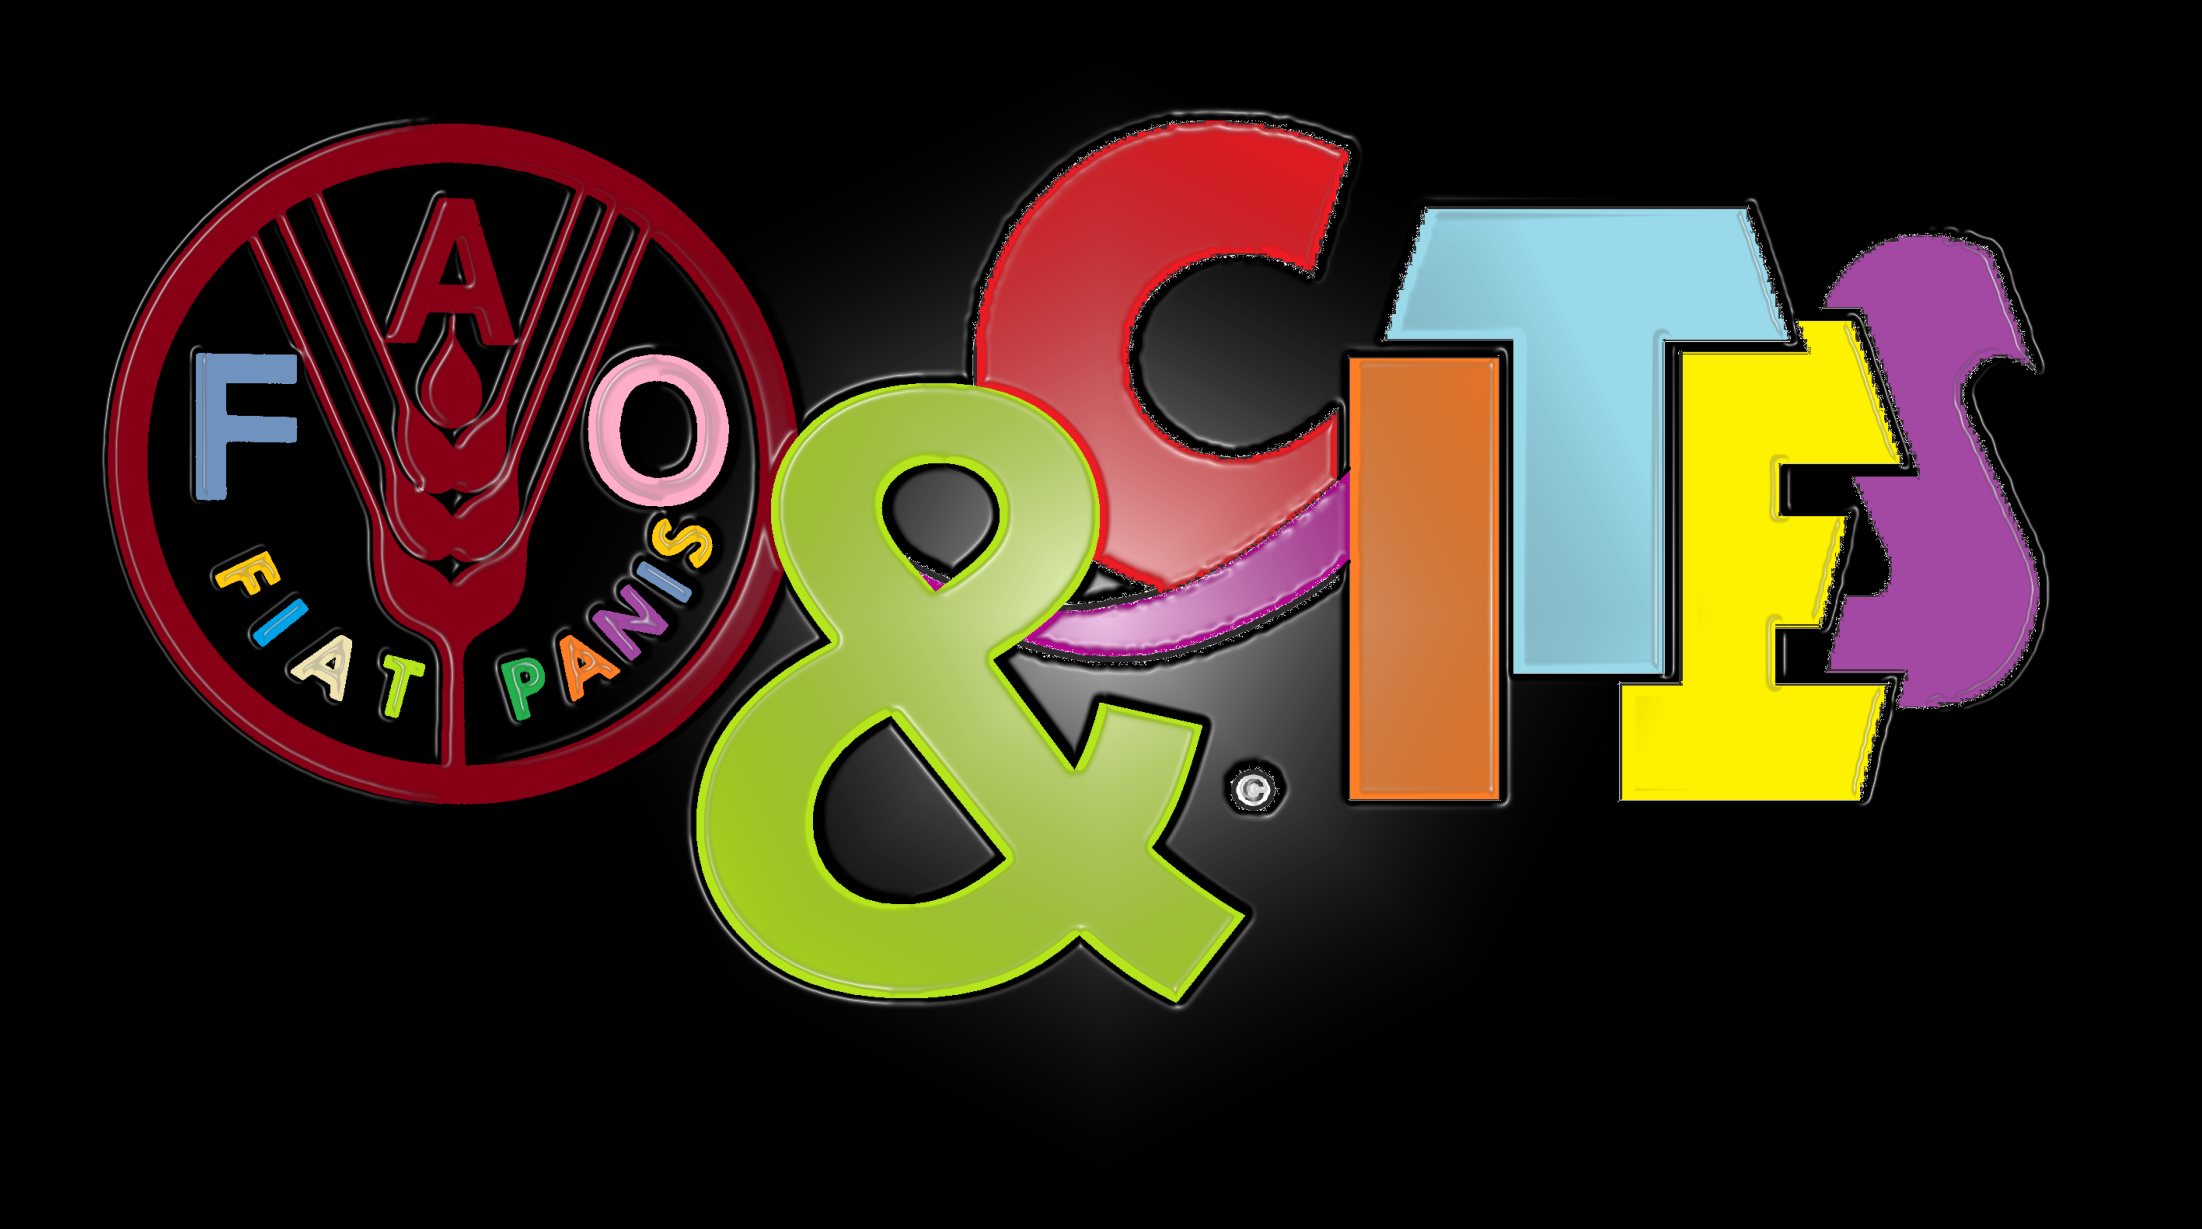 FAO
FIAT PANIS
&
CITES
©